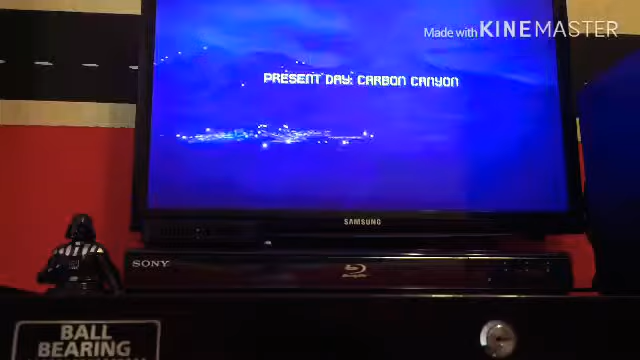 Made with KINEMASTER
PRESENT DAY: CARBON CANYON
SAMSUNG
SONY
BALL
BEARING